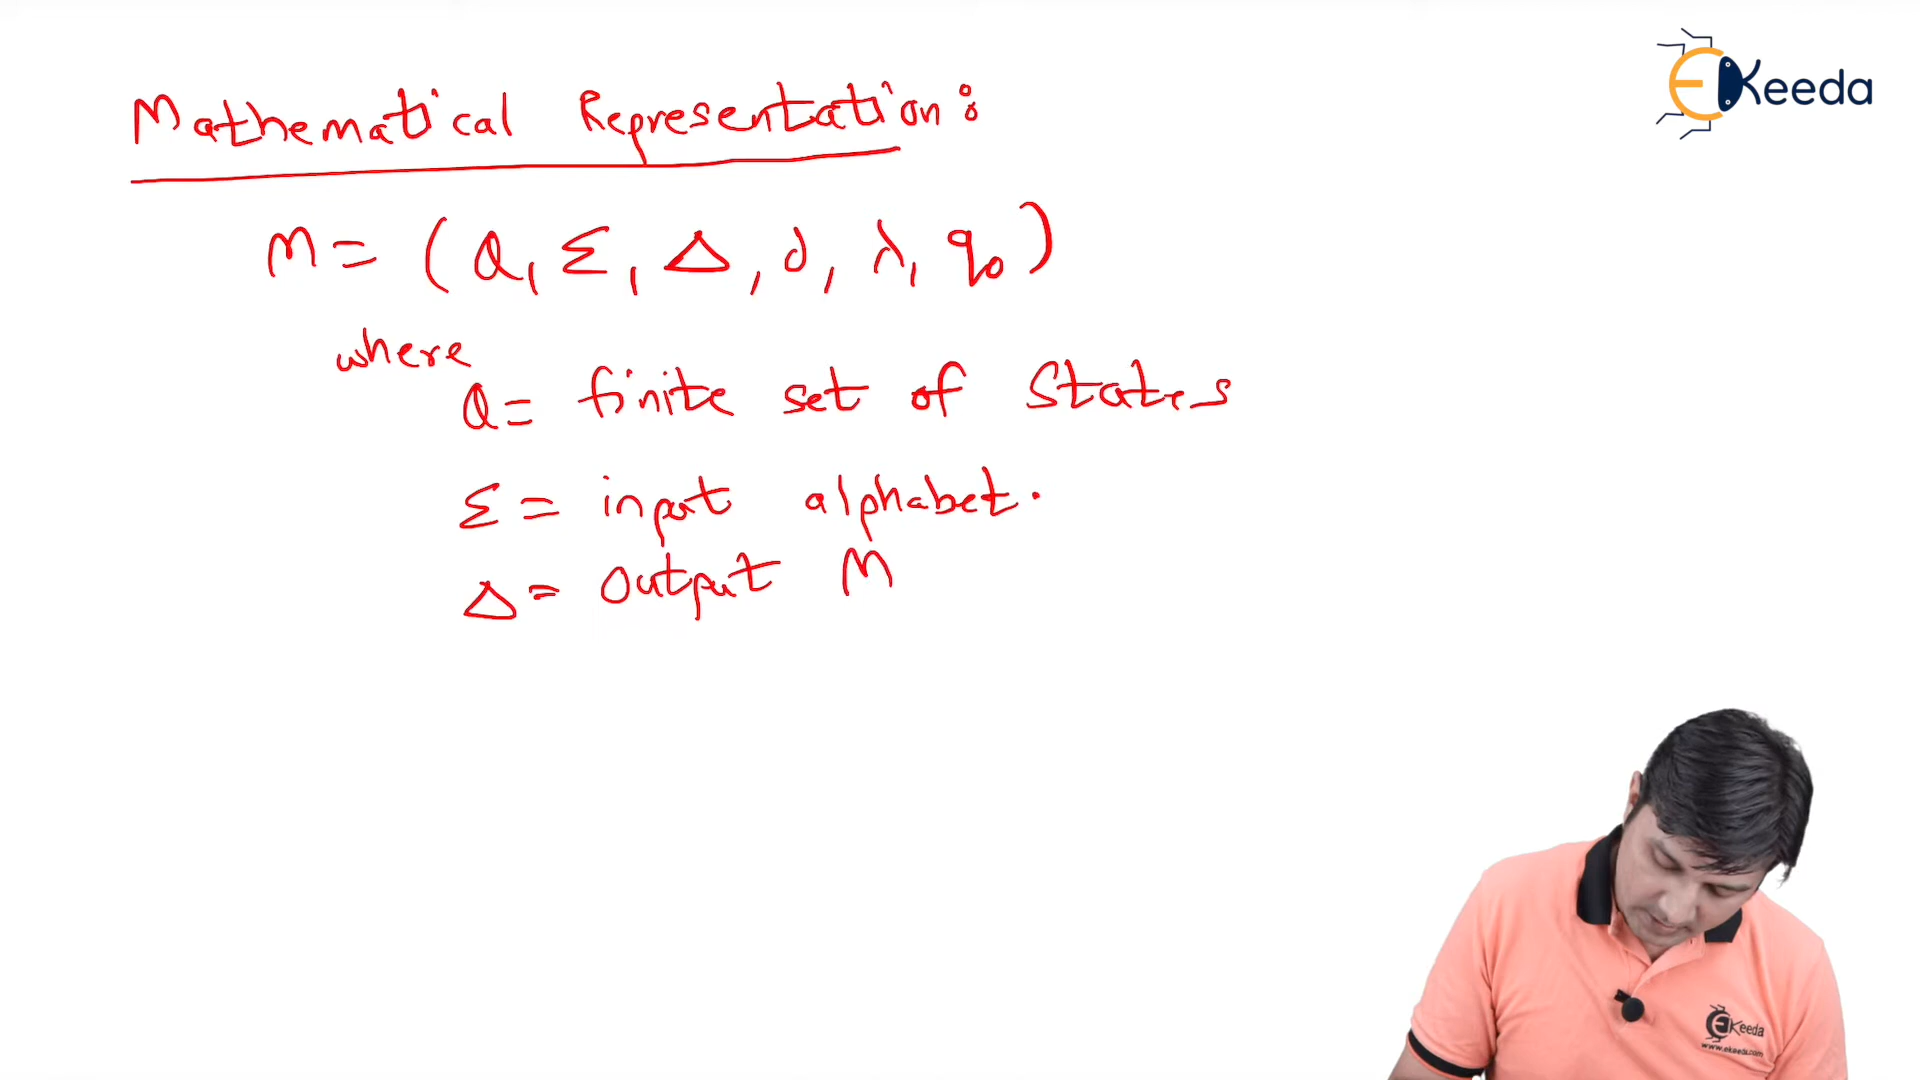 EKeeda
Mathematical Representation:
M = (Q, Σ, Δ, δ, λ, q0)
where
Q = finite set of states
Σ = input alphabet.
Δ = output M
EKeeda
www.ekeeda.com